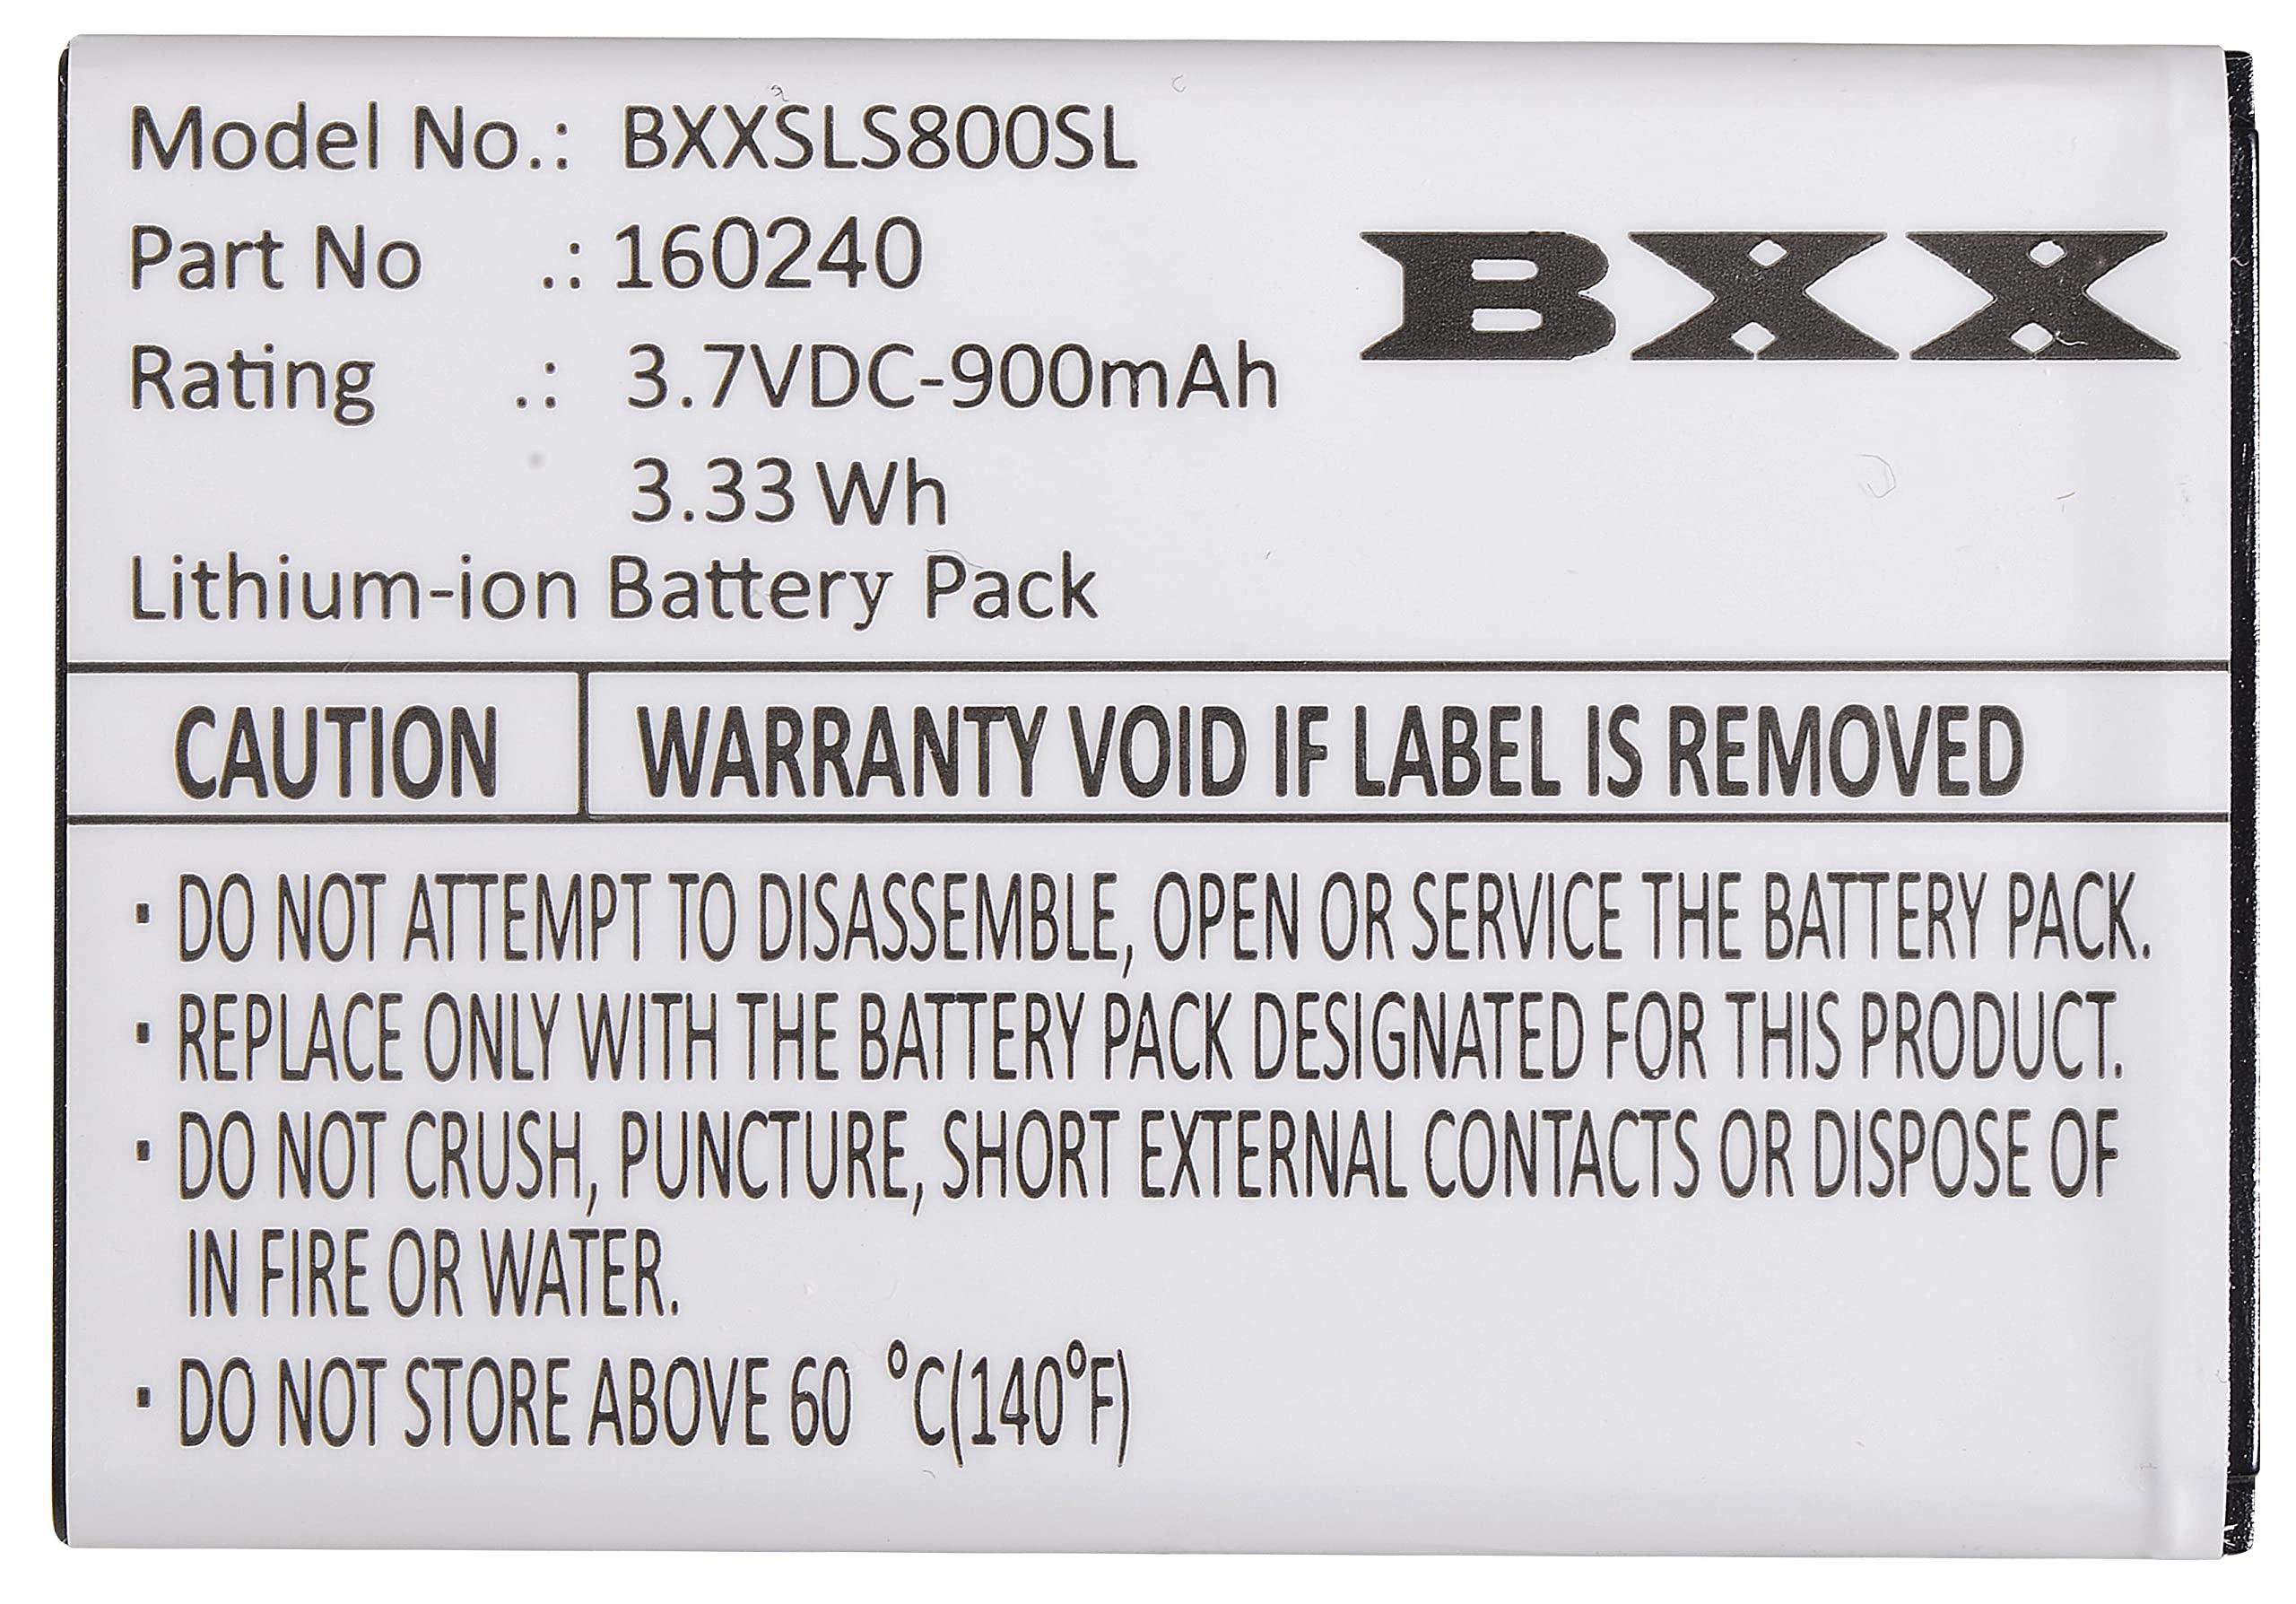 Model No.: BXXSLS800SL
Part No .: 160240
BXX
Rating .: 3.7VDC-900mAh
3.33 Wh
Lithium-ion Battery Pack
CAUTION WARRANTY VOID IF LABEL IS REMOVED
▪ DO NOT ATTEMPT TO DISASSEMBLE, OPEN OR SERVICE THE BATTERY PACK.
▪ REPLACE ONLY WITH THE BATTERY PACK DESIGNATED FOR THIS PRODUCT.
▪ DO NOT CRUSH, PUNCTURE, SHORT EXTERNAL CONTACTS OR DISPOSE OF
IN FIRE OR WATER.
▪ DO NOT STORE ABOVE 60 °C(140°F)